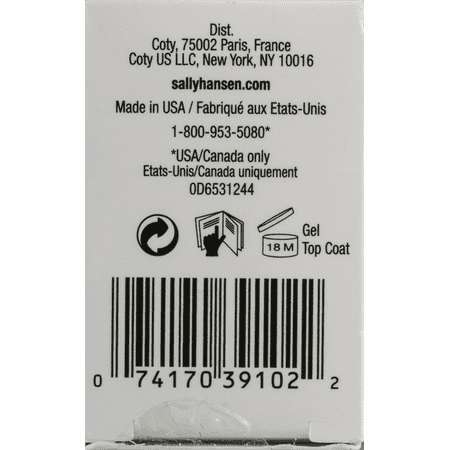 Dist.
Coty, 75002 Paris, France
Coty US LLC, New York, NY 10016
sallyhansen.com
Made in USA / Fabriqué aux Etats-Unis
1-800-953-5080*
*USA/Canada only
Etats-Unis/Canada uniquement
0D6531244
18 M
Gel
Top Coat
0 74170 39102 2